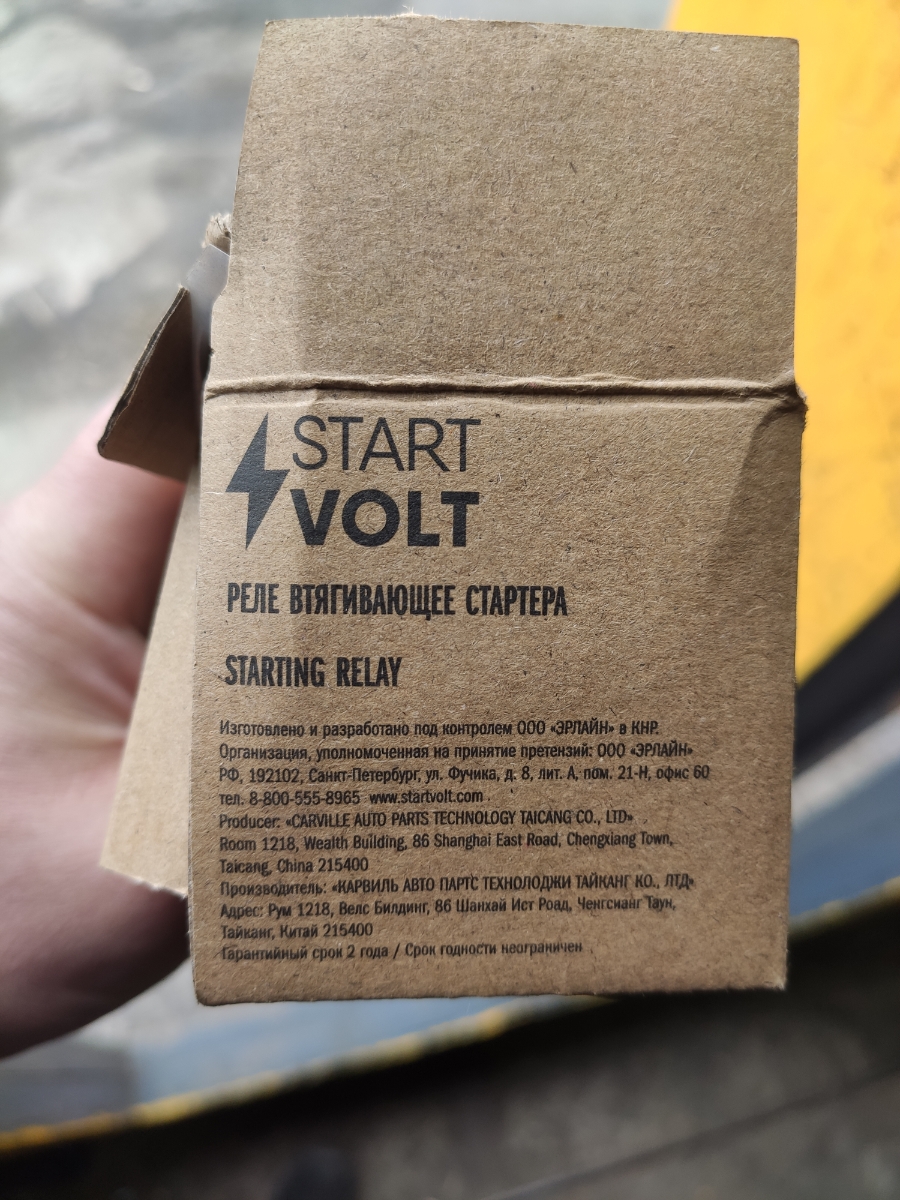 START
VOLT
РЕЛЕ ВТЯГИВАЮЩЕЕ СТАРТЕРА
STARTING RELAY
Изготовлено и разработано под контролем ООО «ЭРЛАЙН» в КНР.
Организация, уполномоченная на принятие претензий: ООО «ЭРЛАЙН»
РФ, 192102, Санкт-Петербург, ул. Фучика, д. 8, лит. А, пом. 21-Н, офис 60
тел. 8-800-555-8965 www.startvolt.com
Producer: «CARVILLE AUTO PARTS TECHNOLOGY TAICANG CO., LTD»
Room 1218, Wealth Building, 86 Shanghai East Road, Chengxiang Town,
Taicang, China 215400
Производитель: «КАРВИЛЬ АВТО ПАРТС ТЕХНОЛОДЖИ ТАЙКАНГ КО., ЛТД»
Адрес: Рум 1218, Велс Билдинг, 86 Шанхай Ист Роад, Ченгсианг Таун,
Тайканг, Китай 215400
Гарантийный срок 2 года / Срок годности неограничен